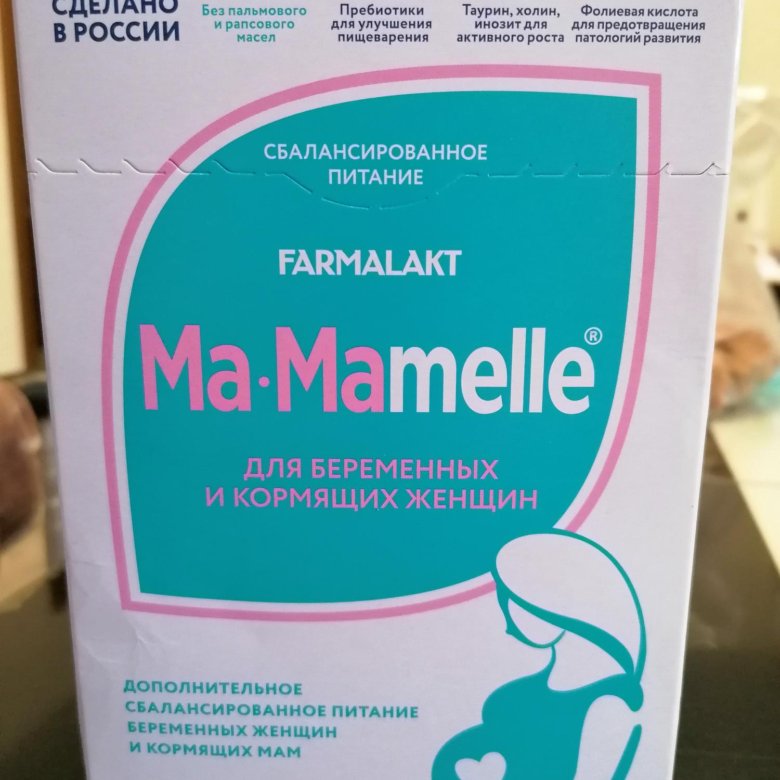 СДЕЛАНО
В РОССИИ
Без пальмового
и рапсового
масел
Пребиотики
для улучшения
пищеварения
Таурин, холин,
инозит для
активного роста
Фолиевая кислота
для предотвращения
патологий развития
СБАЛАНСИРОВАННОЕ
ПИТАНИЕ
FARMALAKT
Ma·Mamelle®
ДЛЯ БЕРЕМЕННЫХ
И КОРМЯЩИХ ЖЕНЩИН
ДОПОЛНИТЕЛЬНОЕ
СБАЛАНСИРОВАННОЕ ПИТАНИЕ
БЕРЕМЕННЫХ ЖЕНЩИН
И КОРМЯЩИХ МАМ